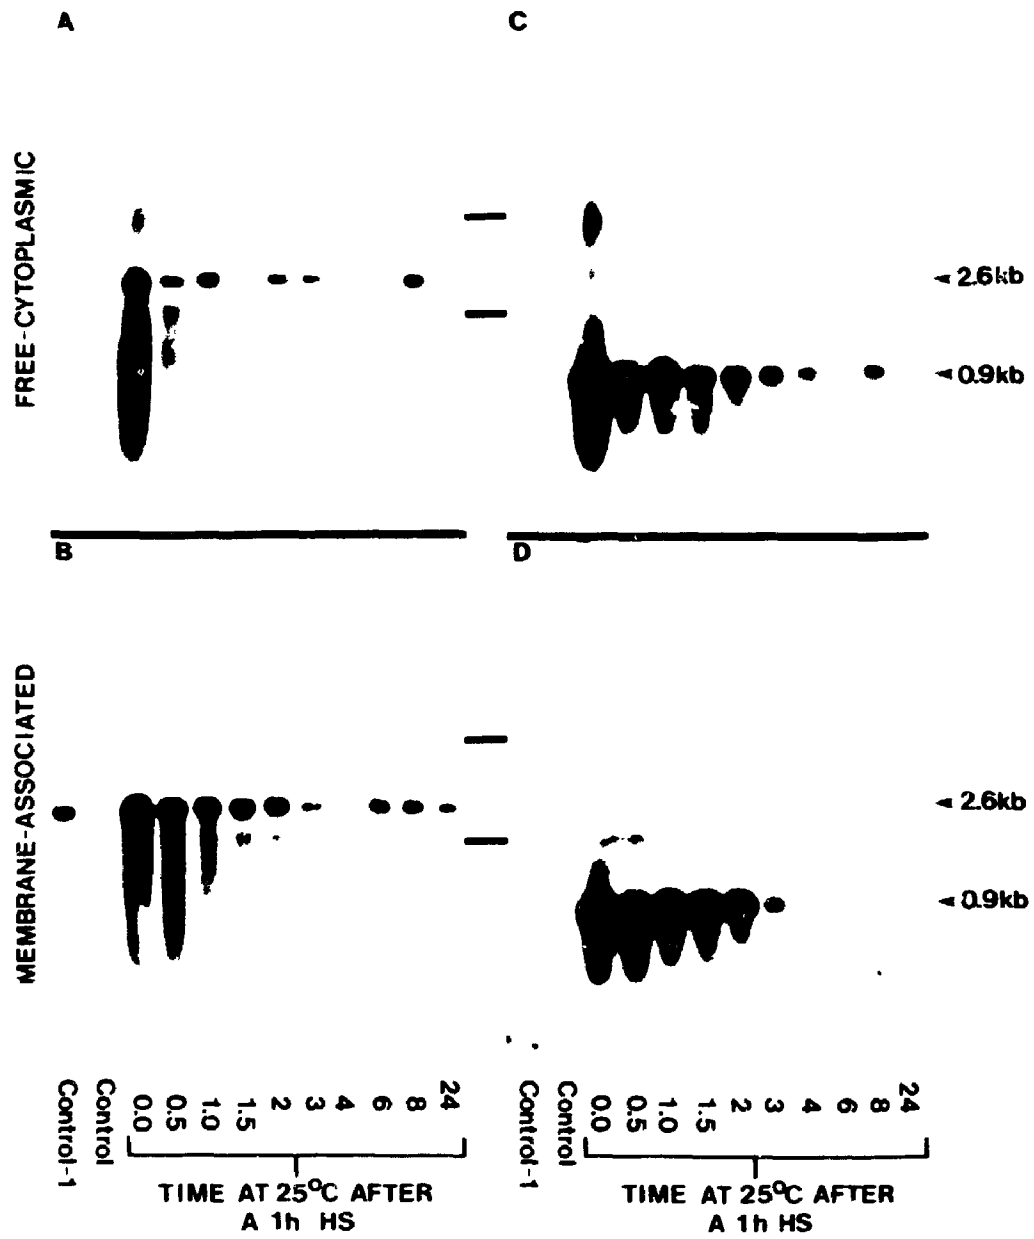 A
C
FREE-CYTOPLASMIC
◄2.6kb
◄0.9kb
B
D
MEMBRANE-ASSOCIATED
◄2.6kb
◄0.9kb
Control-1
Control
0.0
0.5
1.0
1.5
2
3
4
6
8
24
TIME AT 25°C AFTER
A 1h HS
Control-1
Control
0.0
0.5
1.0
1.5
2
3
4
6
8
24
TIME AT 25°C AFTER
A 1h HS